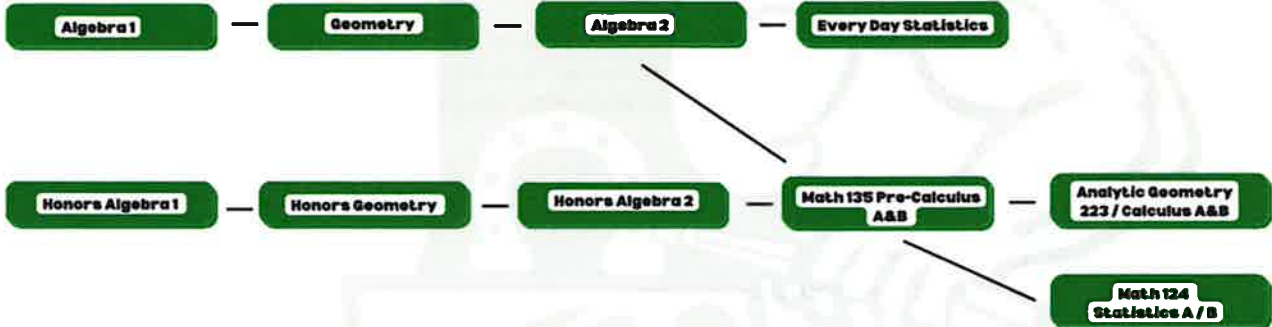 Algebra 1
Geometry
Algebra 2
Every Day Statistics
Honors Algebra 1
Honors Geometry
Honors Algebra 2
Math 135 Pre-Calculus
A&B
Analytic Geometry
223 / Calculus A&B
Math 124
Statistics A / B